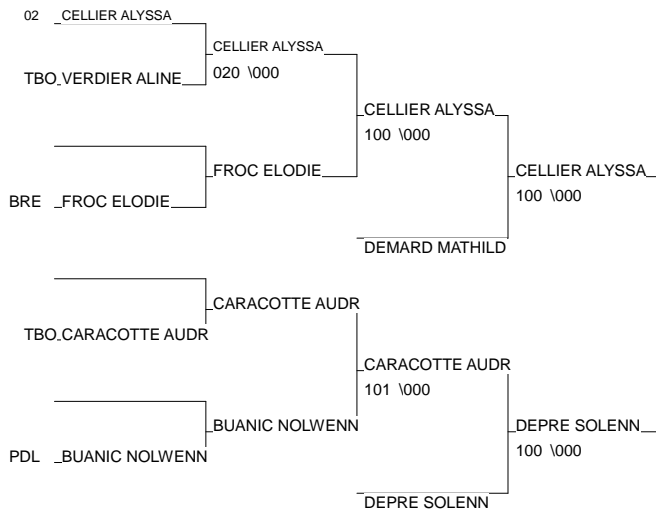 02 CELLIER ALYSSA
CELLIER ALYSSA
020 \000
TBO VERDIER ALINE
CELLIER ALYSSA
100 \000
FROC ELODIE
CELLIER ALYSSA
100 \000
BRE FROC ELODIE
DEMARD MATHILD
CARACOTTE AUDR
TBO CARACOTTE AUDR
CARACOTTE AUDR
101 \000
BUANIC NOLWENN
DEPRE SOLENN
100 \000
PDL BUANIC NOLWENN
DEPRE SOLENN